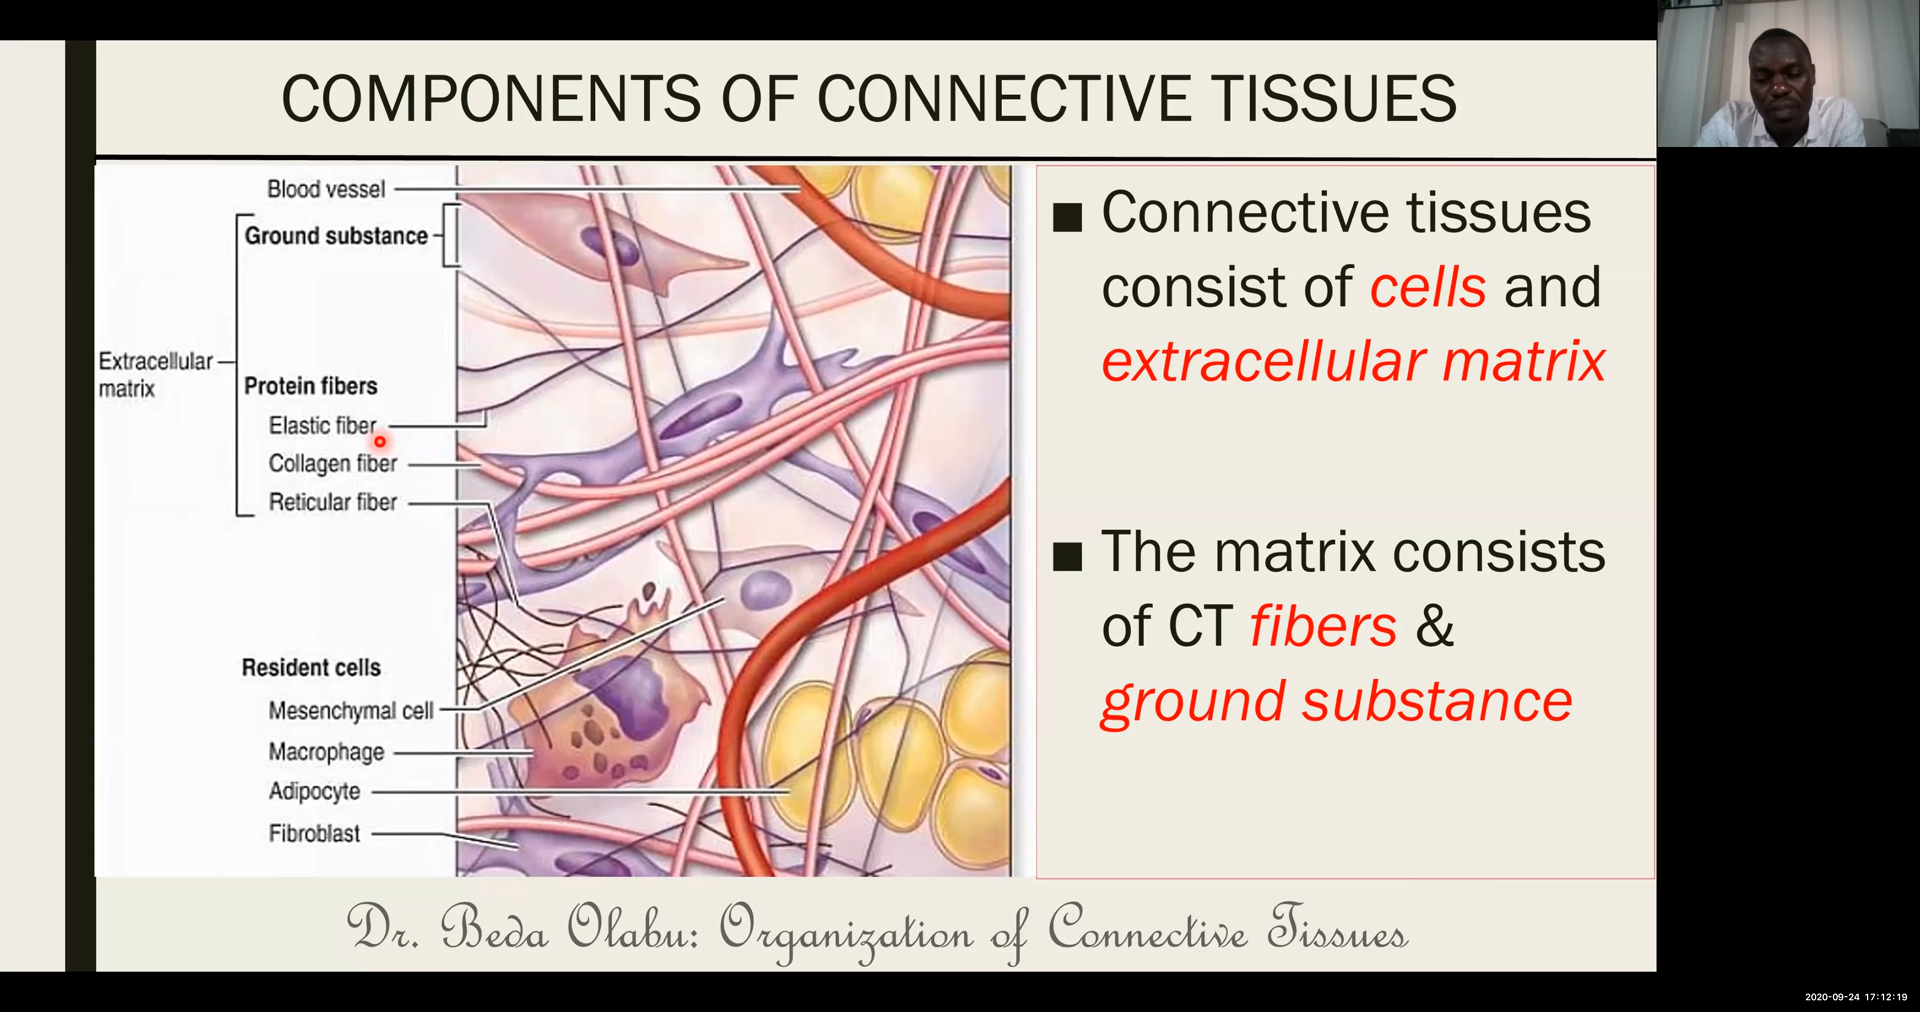 COMPONENTS OF CONNECTIVE TISSUES
Blood vessel
Ground substance
Extracellular
matrix
Protein fibers
Elastic fiber
Collagen fiber
Reticular fiber
Resident cells
Mesenchymal cell
Macrophage
Adipocyte
Fibroblast
■ Connective tissues
consist of cells and
extracellular matrix
■ The matrix consists
of CT fibers &
ground substance
Dr. Beda Olabu: Organization of Connective Tissues
2020-09-24 17:12:19